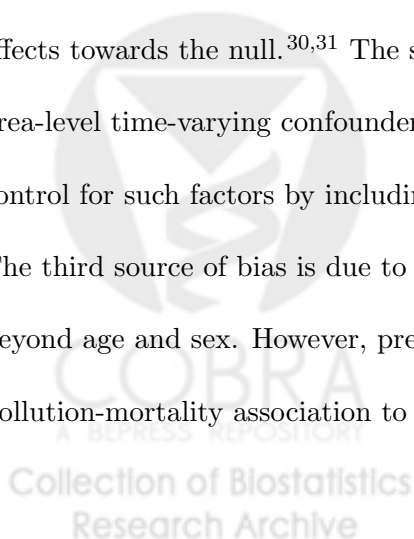 ffects towards the null.30,31 The s
rea-level time-varying confounder
ontrol for such factors by includin
he third source of bias is due to
eyond age and sex. However, pre
ollution-mortality association to
COBRA
A BEPRESS REPOSITORY
Collection of Biostatistics
Research Archive